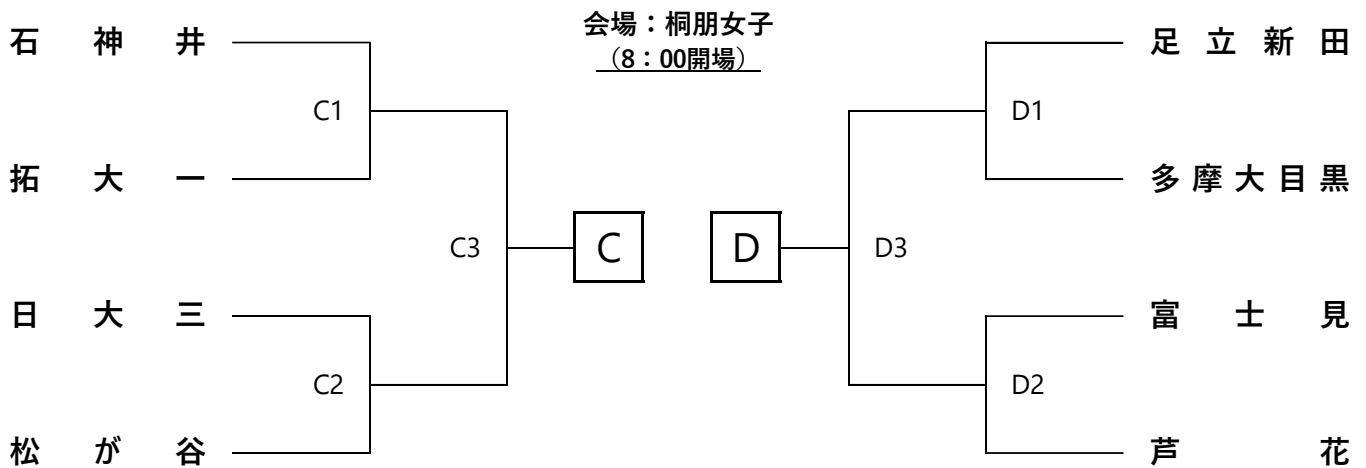 会場：桐朋女子
（8：00開場）
石神井
C1
拓大一
C3
C
日大三
C2
松が谷
足立新田
D1
多摩大目黒
D
D3
富士見
D2
芦花